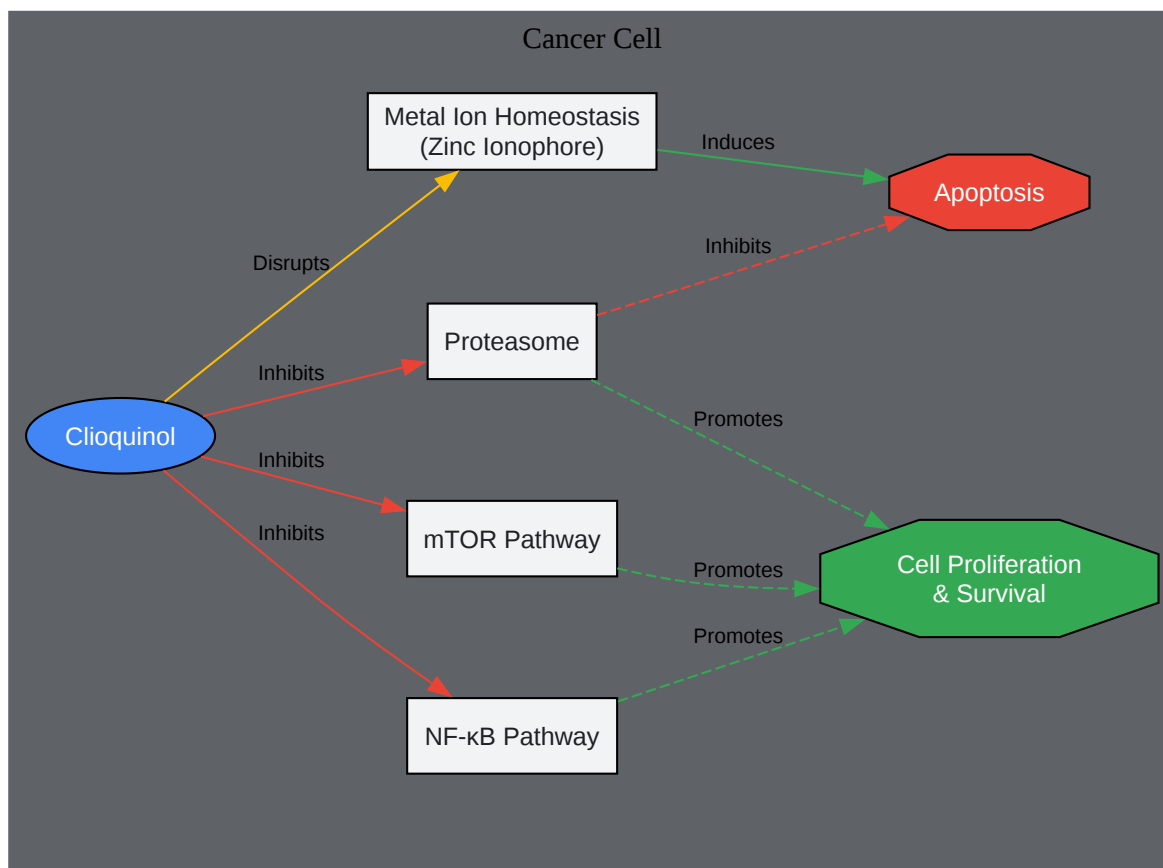 Cancer Cell
Metal Ion Homeostasis
(Zinc Ionophore)
Induces
Apoptosis
Disrupts
Inhibits
Proteasome
Inhibits
Clioquinol
Promotes
Inhibits
mTOR Pathway
Inhibits
Promotes
Cell Proliferation
& Survival
Promotes
NF-κB Pathway